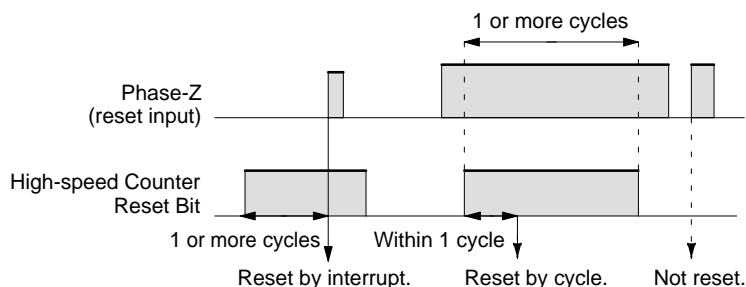 1 or more cycles
Phase-Z
(reset input)
High-speed Counter
Reset Bit
1 or more cycles
Within 1 cycle
Reset by interrupt.
Reset by cycle.
Not reset.